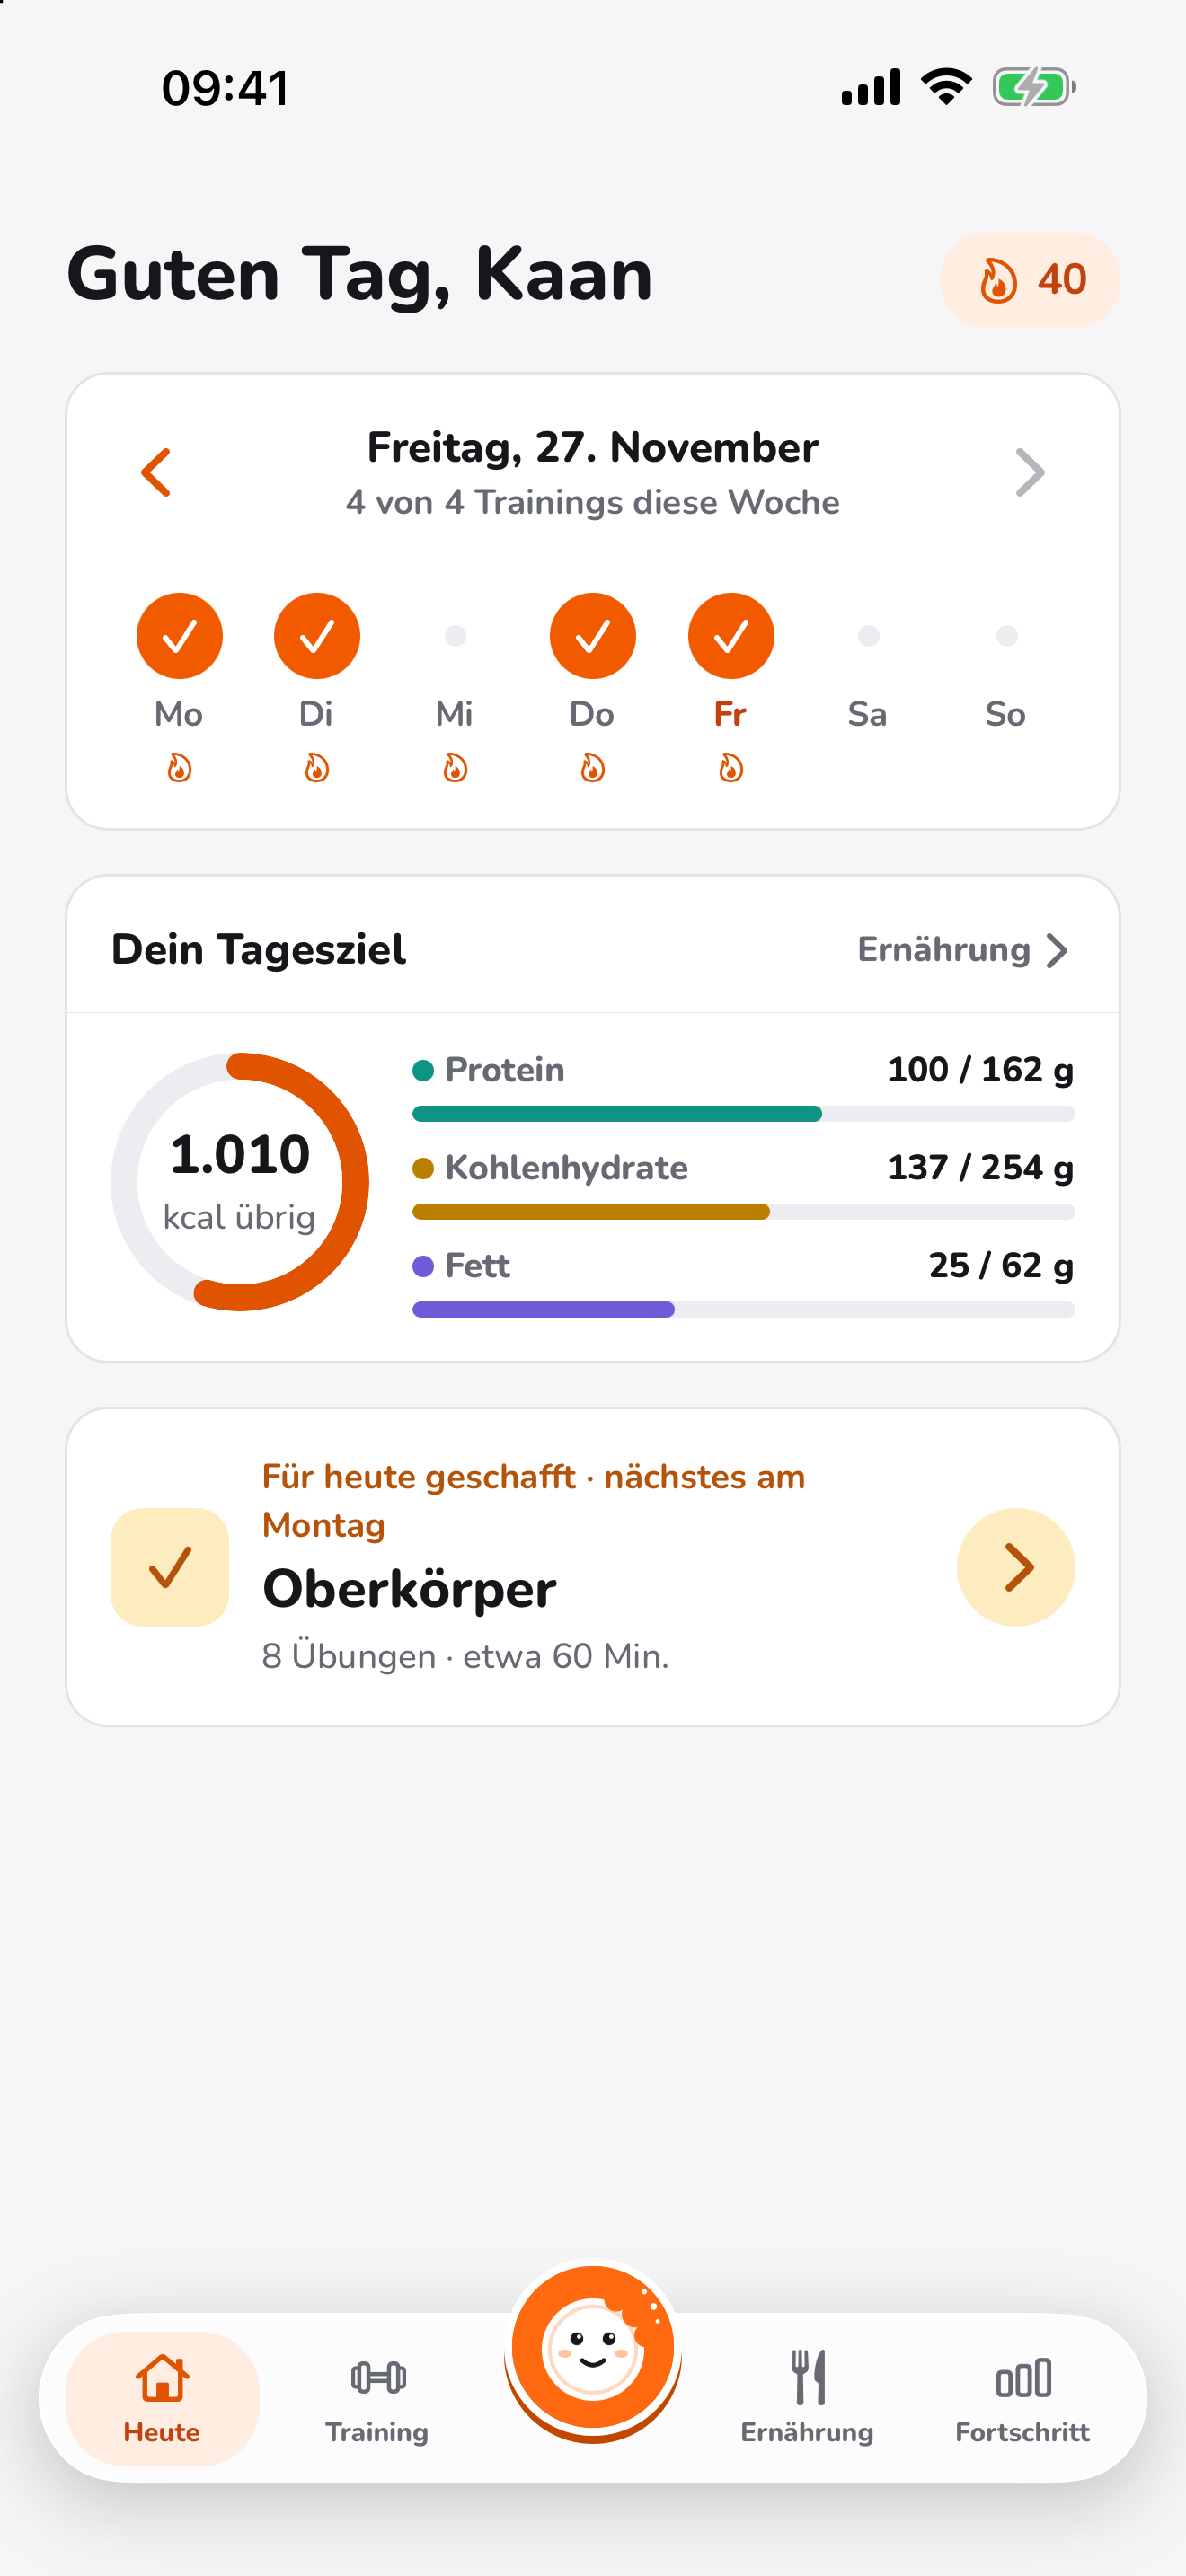 09:41
Guten Tag, Kaan
40
Freitag, 27. November
4 von 4 Trainings diese Woche
Mo Di Mi Do Fr Sa So
Dein Tagesziel
Ernährung
1.010
kcal übrig
Protein 100 / 162 g
Kohlenhydrate 137 / 254 g
Fett 25 / 62 g
Für heute geschafft · nächstes am
Montag
Oberkörper
8 Übungen · etwa 60 Min.
Heute Training Ernährung Fortschritt